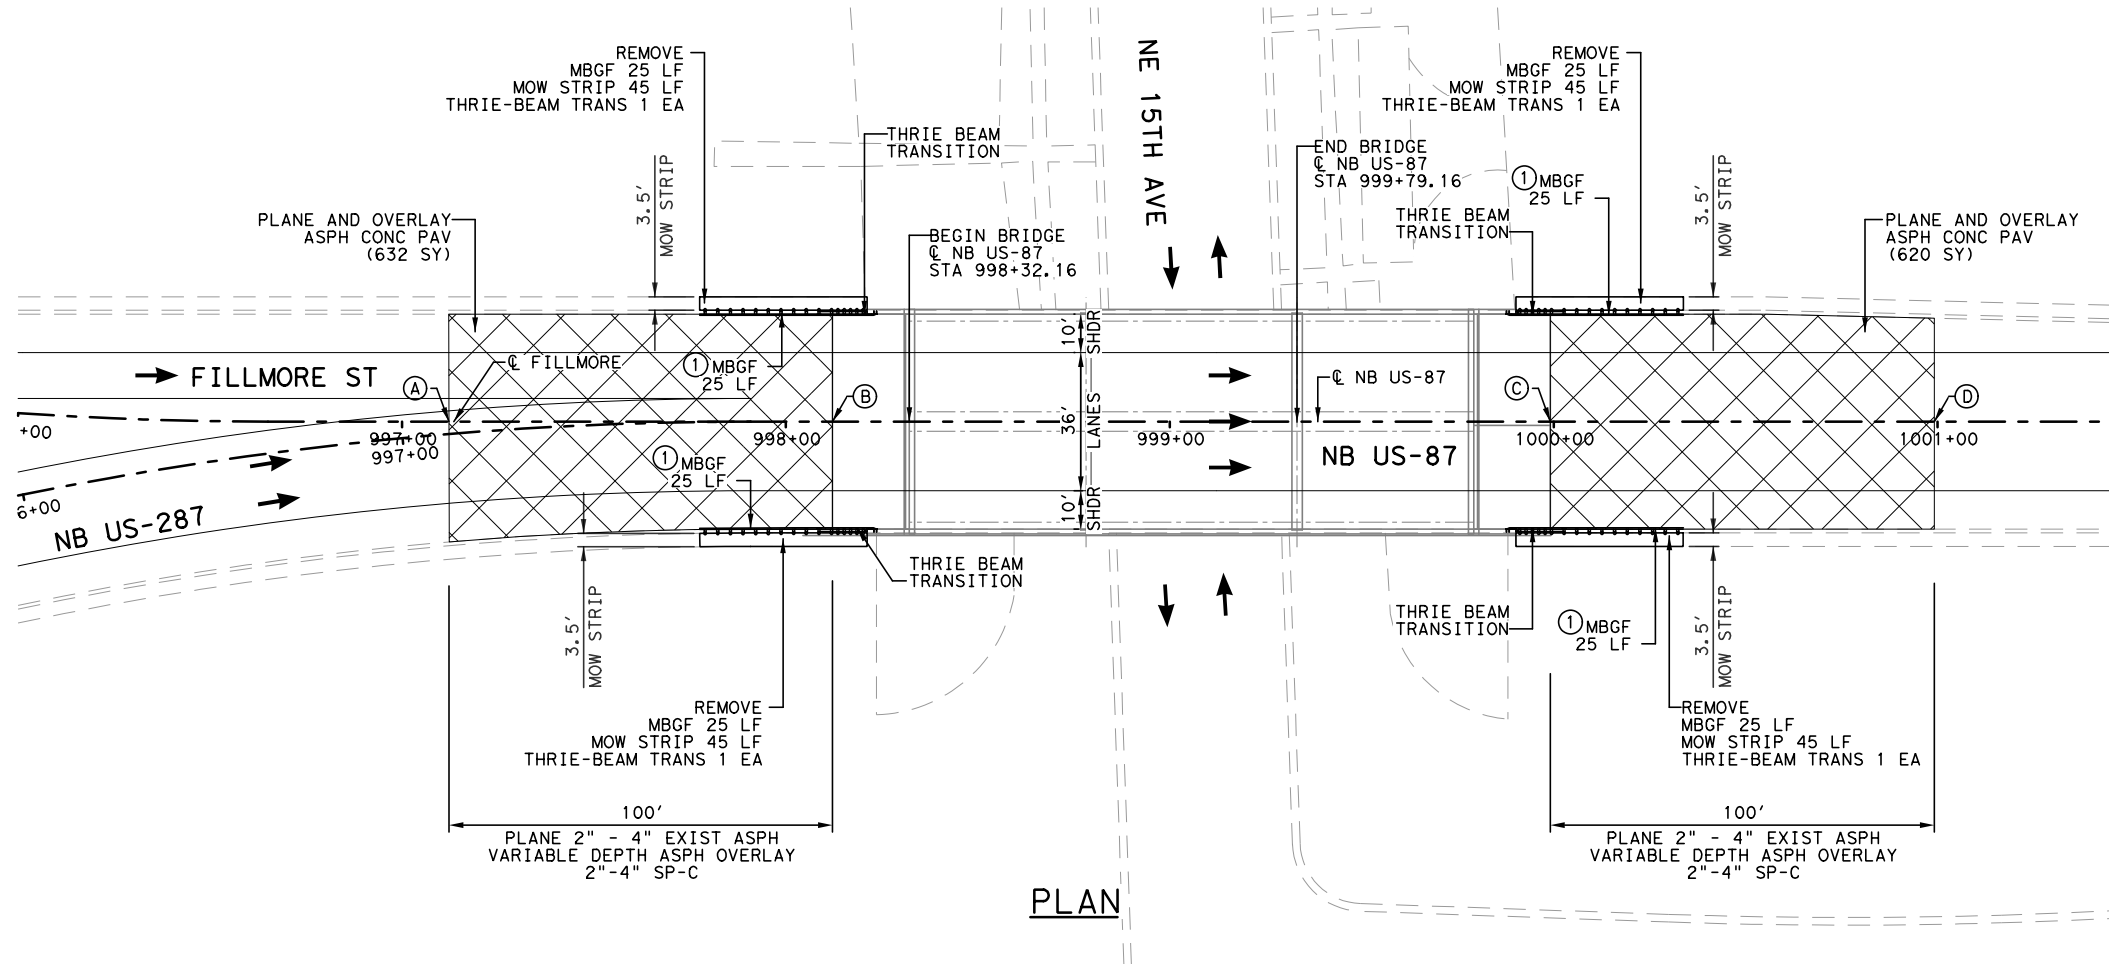 REMOVE
MBGF 25 LF
MOW STRIP 45 LF
THRIE-BEAM TRANS 1 EA
THRIE BEAM
TRANSITION
3.5'
MOW STRIP
PLANE AND OVERLAY
ASPH CONC PAV
(632 SY)
BEGIN BRIDGE
℄ NB US-87
STA 998+32.16
NE 15TH AVE
END BRIDGE
℄ NB US-87
STA 999+79.16
REMOVE
MBGF 25 LF
MOW STRIP 45 LF
THRIE-BEAM TRANS 1 EA
1 MBGF
25 LF
THRIE BEAM
TRANSITION
3.5'
MOW STRIP
PLANE AND OVERLAY
ASPH CONC PAV
(620 SY)
FILLMORE ST
℄ FILLMORE
1 MBGF
25 LF
A
B
10'
SHDR
36'
LANES
10'
SHDR
℄ NB US-87
C
D
+00
997+00
997+00
998+00
999+00
1000+00
1001+00
NB US-87
6+00
NB US-287
1 MBGF
25 LF
THRIE BEAM
TRANSITION
3.5'
MOW STRIP
REMOVE
MBGF 25 LF
MOW STRIP 45 LF
THRIE-BEAM TRANS 1 EA
THRIE BEAM
TRANSITION
1 MBGF
25 LF
3.5'
MOW STRIP
REMOVE
MBGF 25 LF
MOW STRIP 45 LF
THRIE-BEAM TRANS 1 EA
100'
PLANE 2" - 4" EXIST ASPH
VARIABLE DEPTH ASPH OVERLAY
2"-4" SP-C
100'
PLANE 2" - 4" EXIST ASPH
VARIABLE DEPTH ASPH OVERLAY
2"-4" SP-C
PLAN